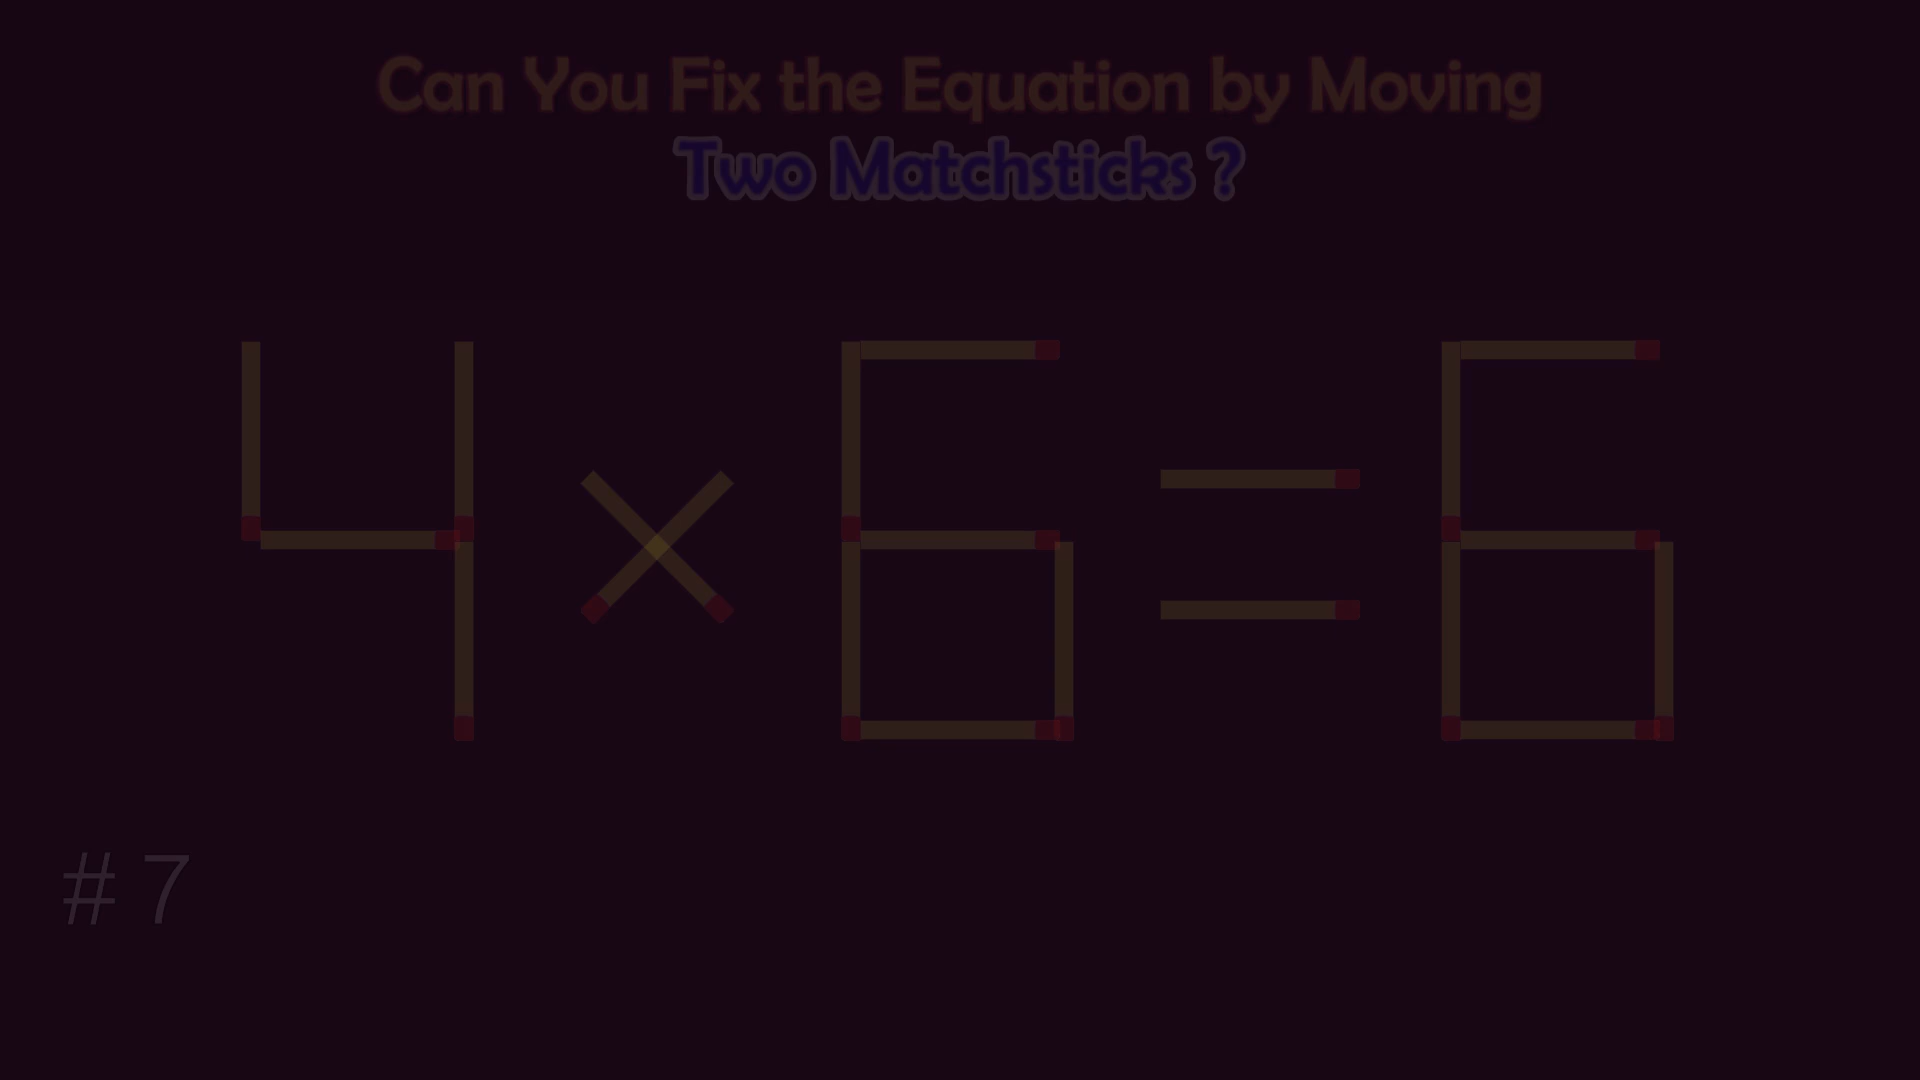 Can You Fix the Equation by Moving
Two Matchsticks ?
4 × 6 = 6
# 7